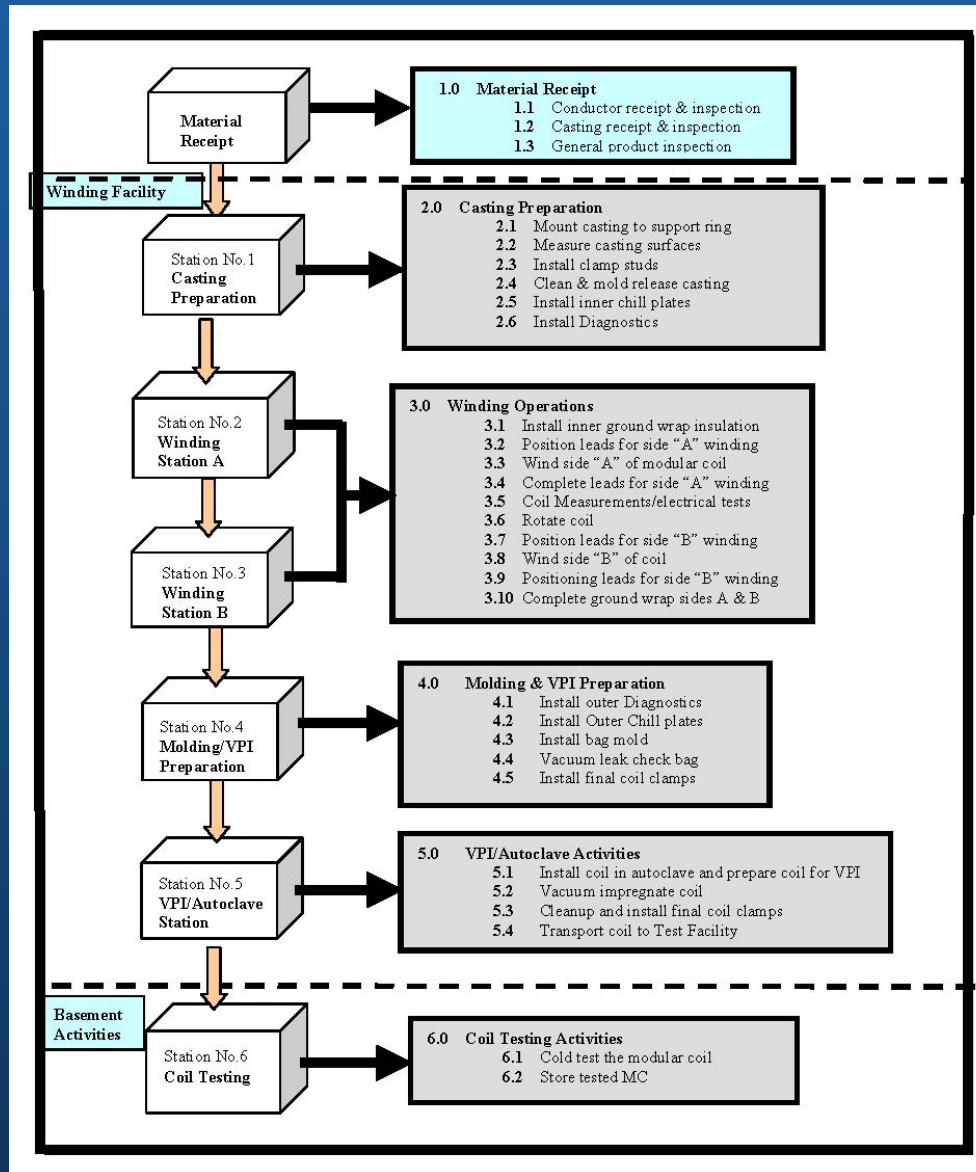 Material
Receipt
1.0 Material Receipt
1.1 Conductor receipt & inspection
1.2 Casting receipt & inspection
1.3 General product inspection
Winding Facility
Station No.1
Casting
Preparation
2.0 Casting Preparation
2.1 Mount casting to support ring
2.2 Measure casting surfaces
2.3 Install clamp studs
2.4 Clean & mold release casting
2.5 Install inner chill plates
2.6 Install Diagnostics
Station No.2
Winding
Station A
Station No.3
Winding
Station B
3.0 Winding Operations
3.1 Install inner ground wrap insulation
3.2 Position leads for side “A” winding
3.3 Wind side “A” of modular coil
3.4 Complete leads for side “A” winding
3.5 Coil Measurements/electrical tests
3.6 Rotate coil
3.7 Position leads for side “B” winding
3.8 Wind side “B” of coil
3.9 Positioning leads for side “B” winding
3.10 Complete ground wrap sides A & B
Station No.4
Molding/VPI
Preparation
4.0 Molding & VPI Preparation
4.1 Install outer Diagnostics
4.2 Install Outer Chill plates
4.3 Install bag mold
4.4 Vacuum leak check bag
4.5 Install final coil clamps
Station No.5
VPI/Autoclave
Station
5.0 VPI/Autoclave Activities
5.1 Install coil in autoclave and prepare coil for VPI
5.2 Vacuum impregnate coil
5.3 Cleanup and install final coil clamps
5.4 Transport coil to Test Facility
Basement
Activities
Station No.6
Coil Testing
6.0 Coil Testing Activities
6.1 Cold test the modular coil
6.2 Store tested MC